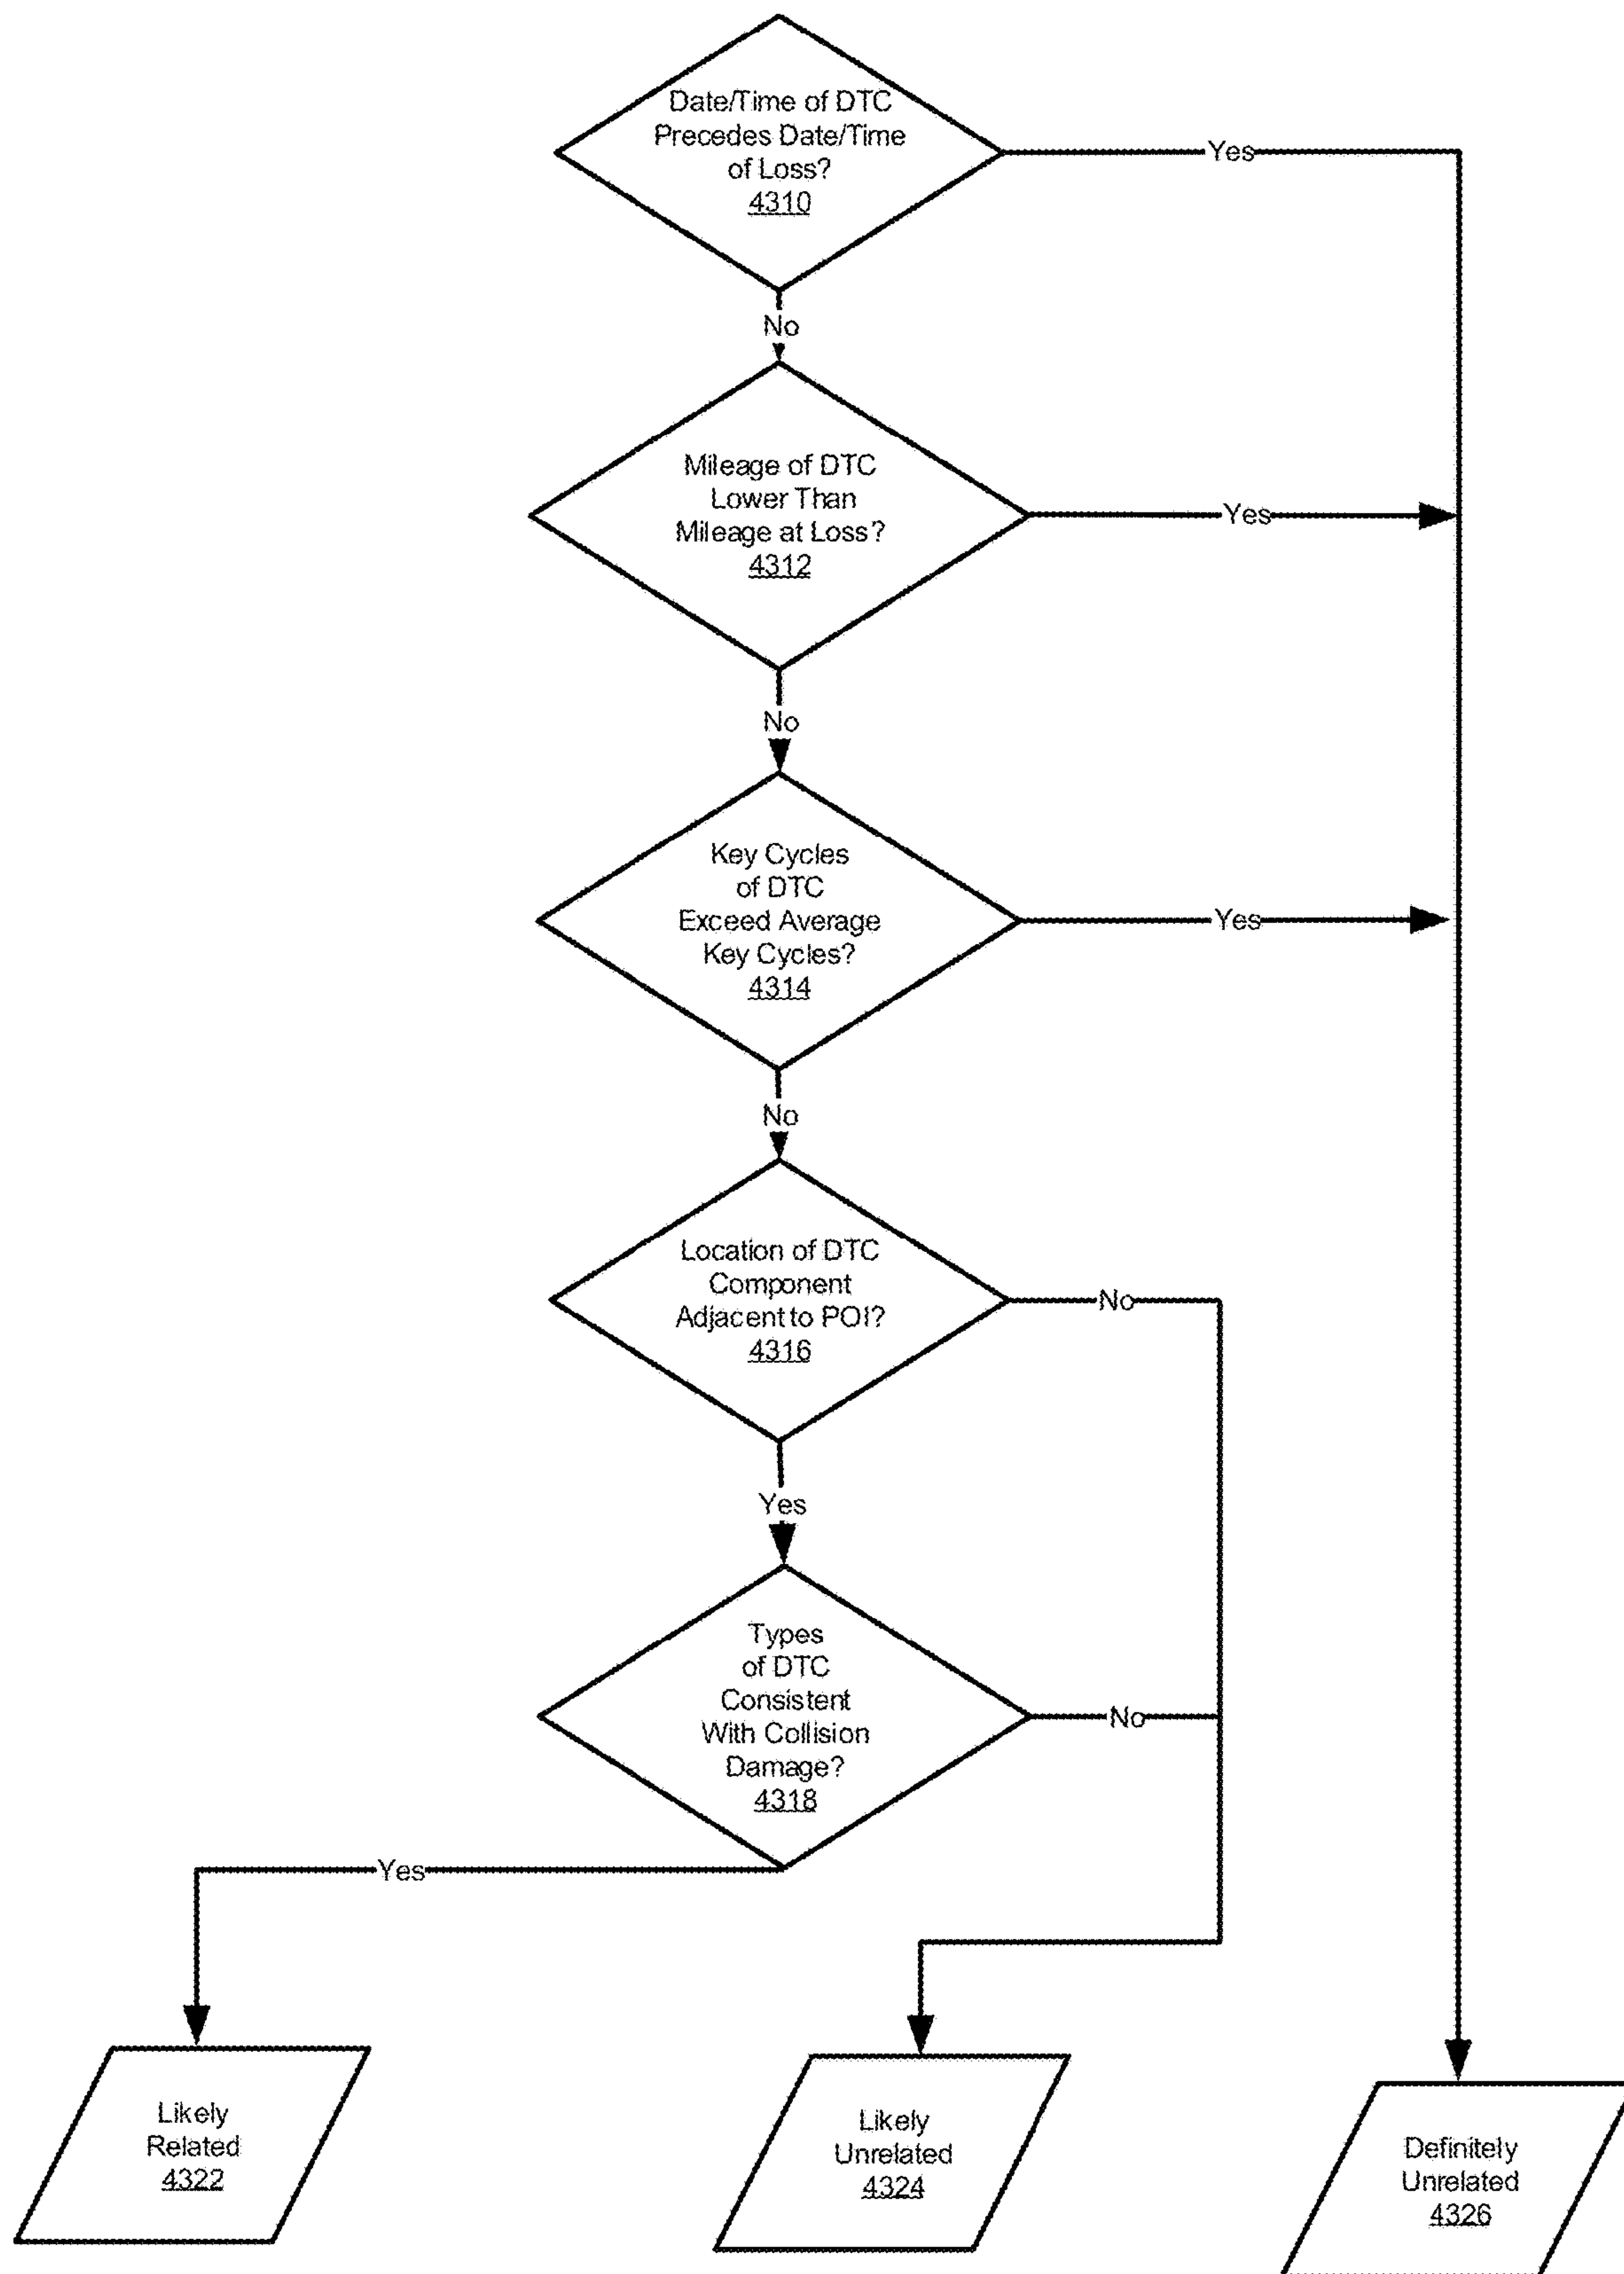 Date/Time of DTC
Precedes Date/Time
of Loss?
4310
Yes
No
Mileage of DTC
Lower Than
Mileage at Loss?
4312
Yes
No
Key Cycles
of DTC
Exceed Average
Key Cycles?
4314
Yes
No
Location of DTC
Component
Adjacent to POI?
4316
No
Yes
Types
of DTC
Consistent
With Collision
Damage?
4318
No
Yes
Likely
Related
4322
Likely
Unrelated
4324
Definitely
Unrelated
4326